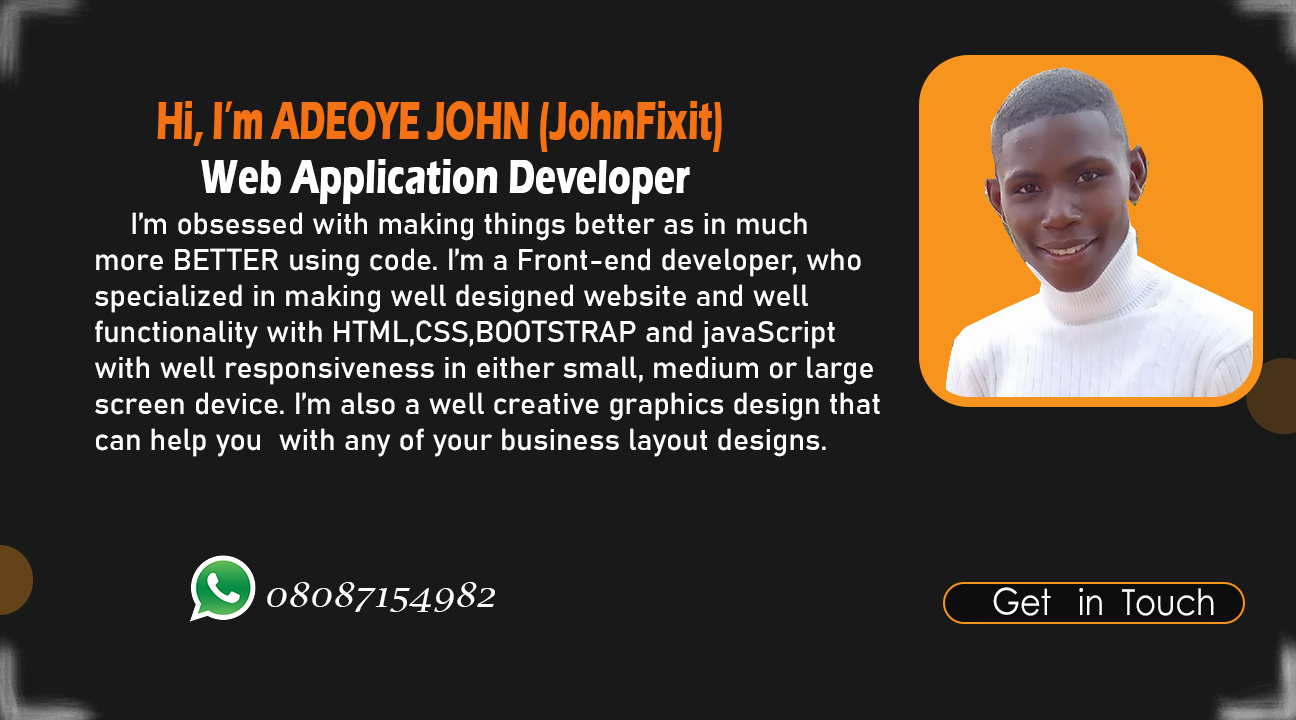 Hi, I’m ADEOYE JOHN (JohnFixit)
Web Application Developer
I’m obsessed with making things better as in much
more BETTER using code. I’m a Front-end developer, who
specialized in making well designed website and well
functionality with HTML,CSS,BOOTSTRAP and javaScript
with well responsiveness in either small, medium or large
screen device. I’m also a well creative graphics design that
can help you  with any of your business layout designs.
08087154982
Get in Touch